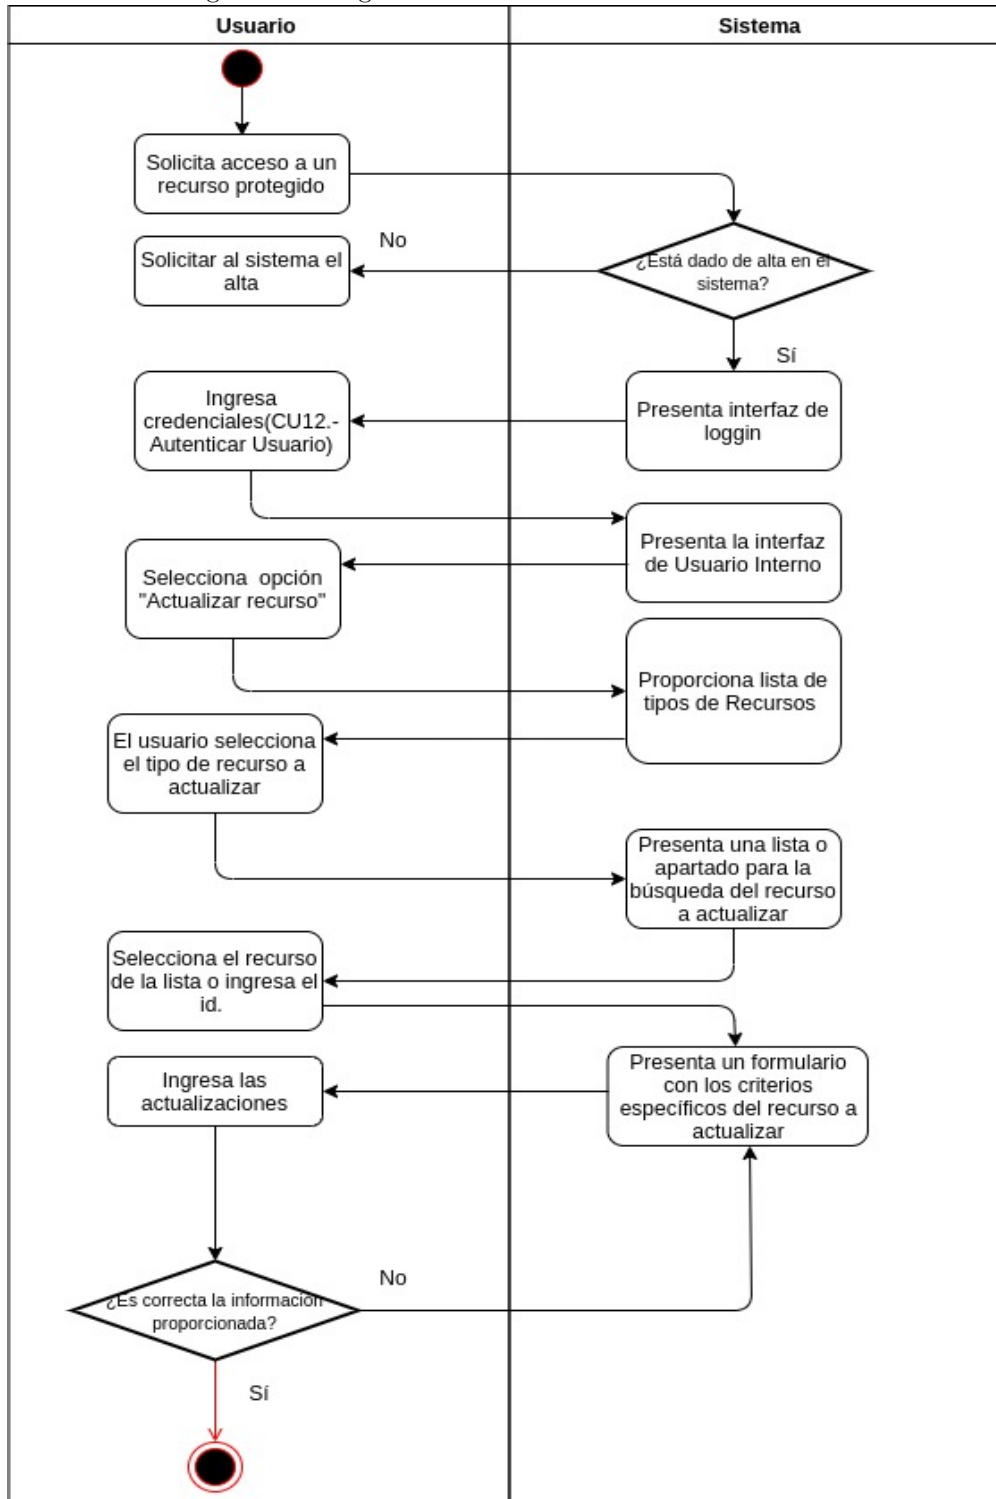 Usuario
Sistema
Solicita acceso a un
recurso protegido
No
¿Está dado de alta en el
sistema?
Solicitar al sistema el
alta
Sí
Presenta interfaz de
loggin
Ingresa
credenciales(CU12.-
Autenticar Usuario)
Presenta la interfaz
de Usuario Interno
Selecciona opción
"Actualizar recurso"
Proporciona lista de
tipos de Recursos
El usuario selecciona
el tipo de recurso a
actualizar
Presenta una lista o
apartado para la
búsqueda del recurso
a actualizar
Selecciona el recurso
de la lista o ingresa el
id.
Presenta un formulario
con los criterios
específicos del recurso a
actualizar
Ingresa las
actualizaciones
¿Es correcta la información
proporcionada?
No
Sí